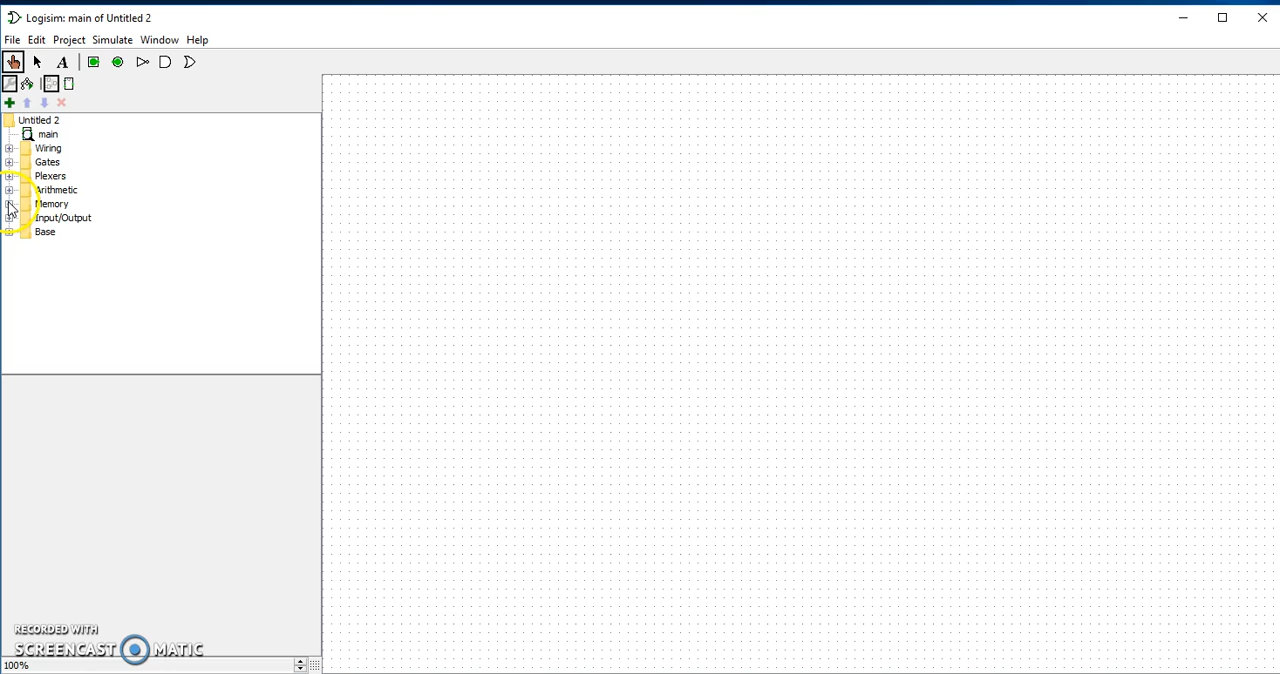 Logisim: main of Untitled 2
File Edit Project Simulate Window Help
A
Untitled 2
main
Wiring
Gates
Plexers
Arithmetic
Memory
Input/Output
Base
RECORDED WITH
SCREENCAST MATIC
100%